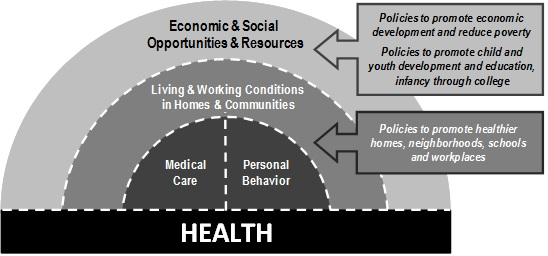 Economic & Social
Opportunities & Resources
Policies to promote economic
development and reduce poverty
Policies to promote child and
youth development and education,
infancy through college
Living & Working Conditions
in Homes & Communities
Policies to promote healthier
homes, neighborhoods, schools
and workplaces
Medical
Care
Personal
Behavior
HEALTH